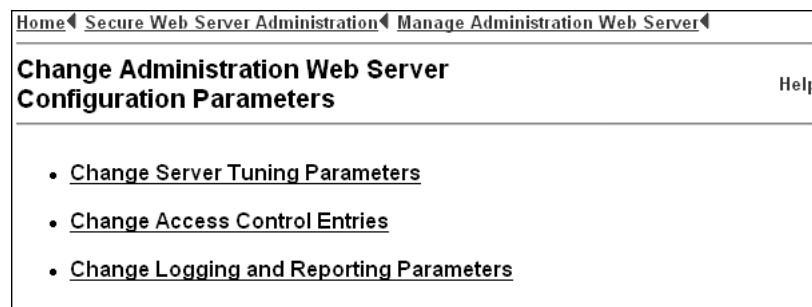 Home Secure Web Server Administration Manage Administration Web Server
Change Administration Web Server
Configuration Parameters
Help
Change Server Tuning Parameters
Change Access Control Entries
Change Logging and Reporting Parameters